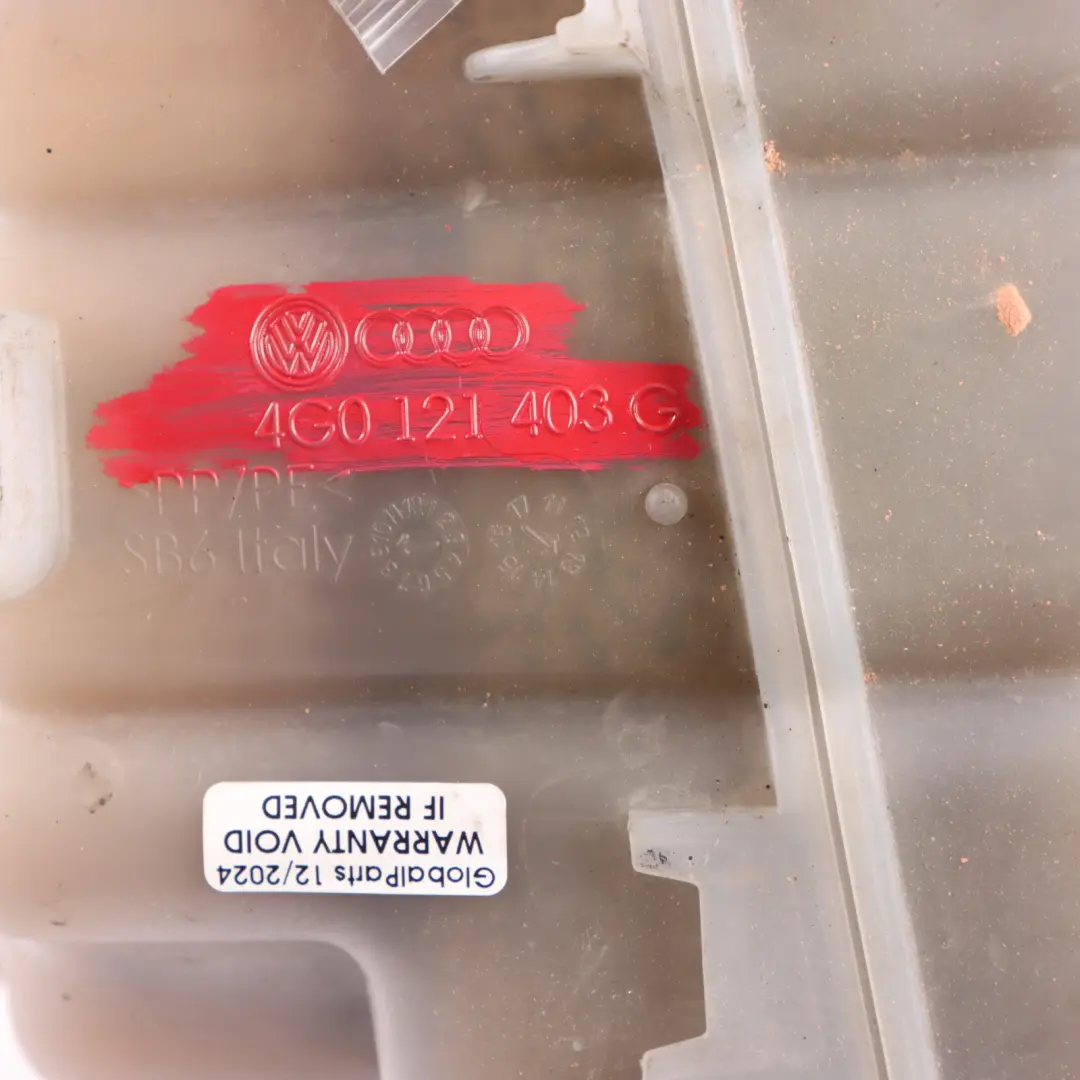 4G0 121 403 G
>PP/PE<
SB6 Italy
GlobalParts 12/2024
WARRANTY VOID
IF REMOVED